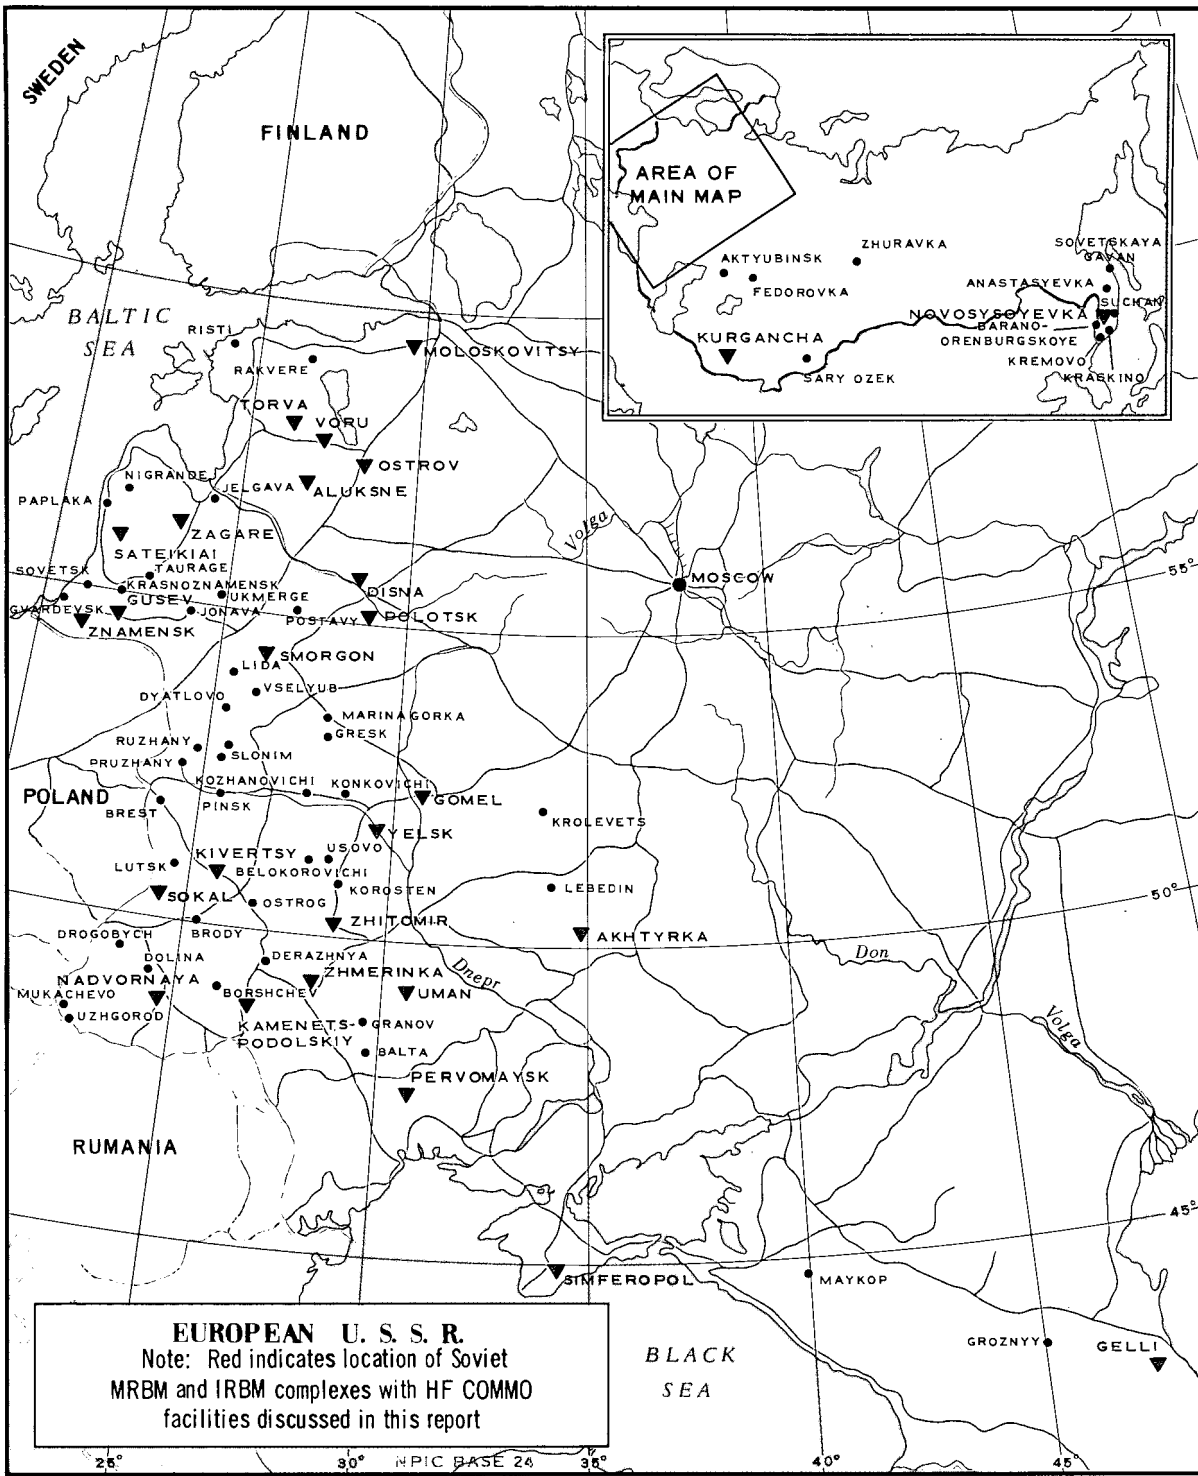 SWEDEN
FINLAND
BALTIC
SEA
AREA OF
MAIN MAP
AKTYUBINSK
FEDOROVKA
ZHURAVKA
SOVETSKAYA
GAVAN
ANASTASYEVKA
SUCHAN
NOVOSYSOYEVKA
BARANO-
ORENBURGSKOYE
KREMOVO
KRASKINO
KURGANCHA
SARY OZEK
RISTI
RAKVERE
MOLOSKOVITSY
TORVA
VORU
OSTROV
ALUKSNE
NIGRANDE
PAPLAKA
JELGAVA
ZAGARE
SATEIKIAI
TAURAGE
SOVETSK
KRASNOZNAMENSK
UKMERGE
GVARDEYSK
GUSEV
JONAVA
ZNAMENSK
DISNA
POSTAVY
POLOTSK
Volga
MOSCOW
55°
SMORGON
LIDA
VSELYUB
DYATLOVO
MARINAGORKA
GRESK
RUZHANY
SLONIM
PRUZHANY
KOZHANOVICHI
KONKOVICHI
POLAND
BREST
PINSK
GOMEL
KROLEVETS
YELSK
USOVO
KIVERTSY
LUTSK
BELOKOROVICHI
KOROSTEN
LEBEDIN
SOKAL
OSTROG
50°
BRODY
ZHITOMIR
AKHTYRKA
DROGOBYCH
DOLINA
DERAZHNYA
Dnepr
Don
NADVORNAYA
ZHMERINKA
MUKACHEVO
BORSHCHEV
UMAN
UZHGOROD
KAMENETS-
PODOLSKIY
GRANOV
Volga
BALTA
PERVOMAYSK
RUMANIA
45°
SIMFEROPOL
MAYKOP
GROZNYY
GELLI
BLACK
SEA
EUROPEAN U. S. S. R.
Note: Red indicates location of Soviet
MRBM and IRBM complexes with HF COMMO
facilities discussed in this report
25°
30°
NPIC BASE 24
35°
40°
45°